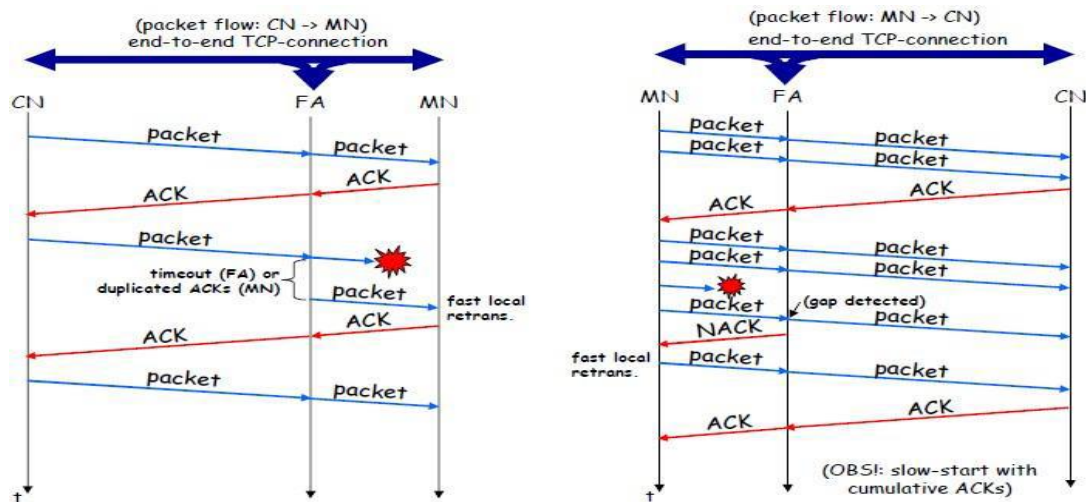 (packet flow: CN -> MN)
end-to-end TCP-connection
CN
FA
MN
packet
packet
ACK
ACK
packet
timeout (FA) or
duplicated ACKs (MN)
packet
fast local
retrans.
ACK
ACK
packet
packet
t
(packet flow: MN -> CN)
end-to-end TCP-connection
MN
FA
CN
packet
packet
packet
packet
ACK
ACK
packet
packet
packet
packet
packet
(gap detected)
packet
NACK
fast local
retrans.
packet
packet
ACK
ACK
(OBS!: slow-start with
cumulative ACKs)
t